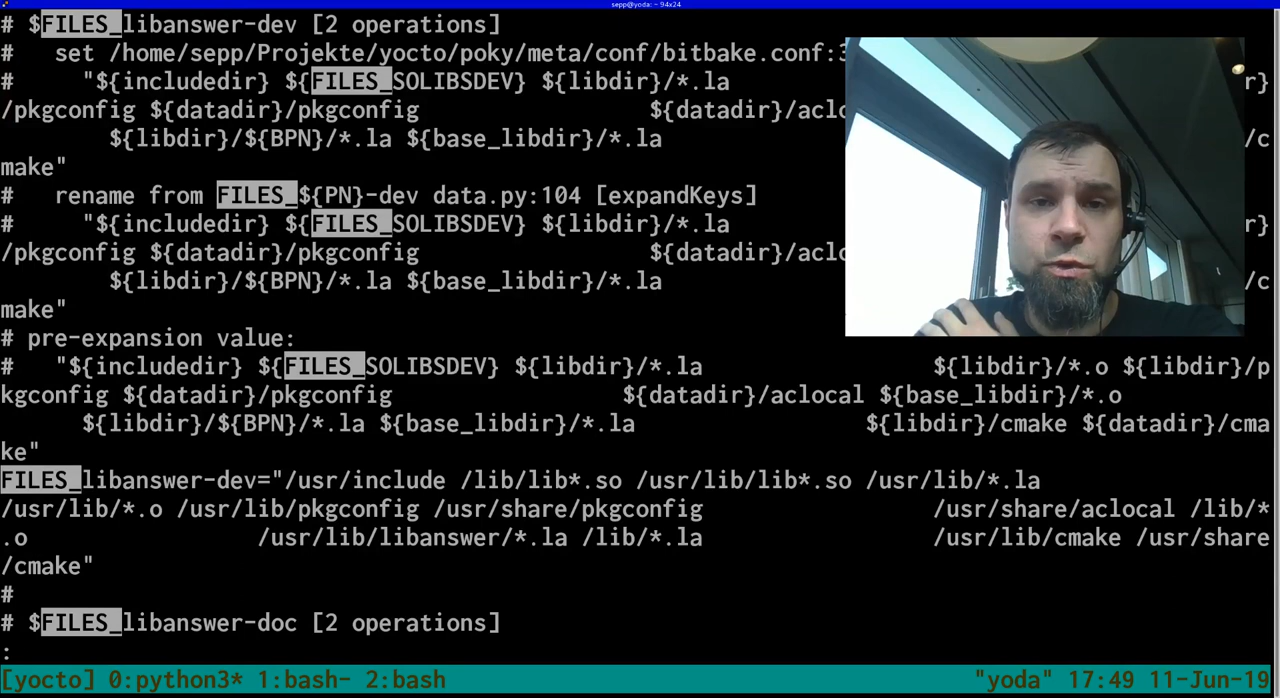 sepp@yoda: ~ 94x24
# $FILES_libanswer-dev [2 operations]
#   set /home/sepp/Projekte/yocto/poky/meta/conf/bitbake.conf:3
#     "${includedir} ${FILES_SOLIBSDEV} ${libdir}/*.la r}
/pkgconfig ${datadir}/pkgconfig                 ${datadir}/aclo
        ${libdir}/${BPN}/*.la ${base_libdir}/*.la /c
make"
#   rename from FILES_${PN}-dev data.py:104 [expandKeys]
#     "${includedir} ${FILES_SOLIBSDEV} ${libdir}/*.la r}
/pkgconfig ${datadir}/pkgconfig                 ${datadir}/aclo
        ${libdir}/${BPN}/*.la ${base_libdir}/*.la /c
make"
# pre-expansion value:
#   "${includedir} ${FILES_SOLIBSDEV} ${libdir}/*.la                 ${libdir}/*.o ${libdir}/p
kgconfig ${datadir}/pkgconfig                 ${datadir}/aclocal ${base_libdir}/*.o
      ${libdir}/${BPN}/*.la ${base_libdir}/*.la                 ${libdir}/cmake ${datadir}/cma
ke"
FILES_libanswer-dev="/usr/include /lib/lib*.so /usr/lib/lib*.so /usr/lib/*.la
/usr/lib/*.o /usr/lib/pkgconfig /usr/share/pkgconfig                 /usr/share/aclocal /lib/*
.o                 /usr/lib/libanswer/*.la /lib/*.la                 /usr/lib/cmake /usr/share
/cmake"
#
# $FILES_libanswer-doc [2 operations]
:
[yocto] 0:python3* 1:bash- 2:bash "yoda" 17:49 11-Jun-19